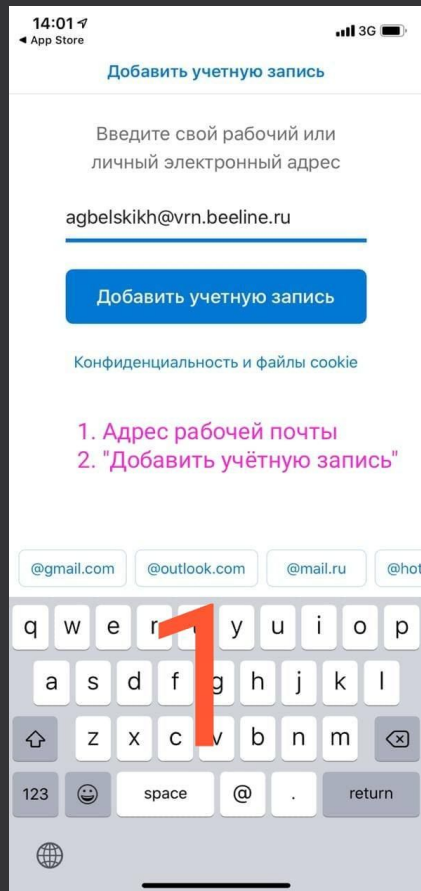 14:01
◀ App Store
3G
Добавить учетную запись
Введите свой рабочий или
личный электронный адрес
agbelskikh@vrn.beeline.ru
Добавить учетную запись
Конфиденциальность и файлы cookie
1. Адрес рабочей почты
2. "Добавить учётную запись"
@gmail.com @outlook.com @mail.ru @hot
1
q w e r y u i o p
a s d f g h j k l
z x c v b n m
123 space @ . return